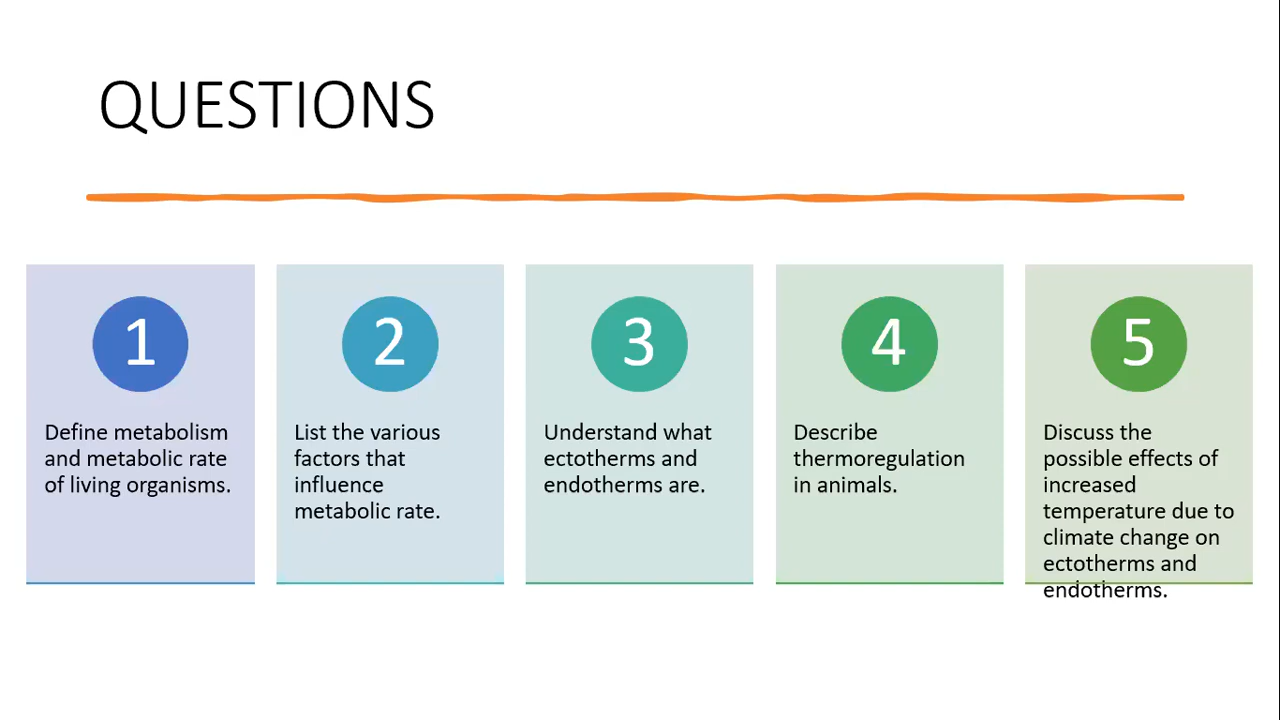 QUESTIONS
1
Define metabolism
and metabolic rate
of living organisms.
2
List the various
factors that
influence
metabolic rate.
3
Understand what
ectotherms and
endotherms are.
4
Describe
thermoregulation
in animals.
5
Discuss the
possible effects of
increased
temperature due to
climate change on
ectotherms and
endotherms.